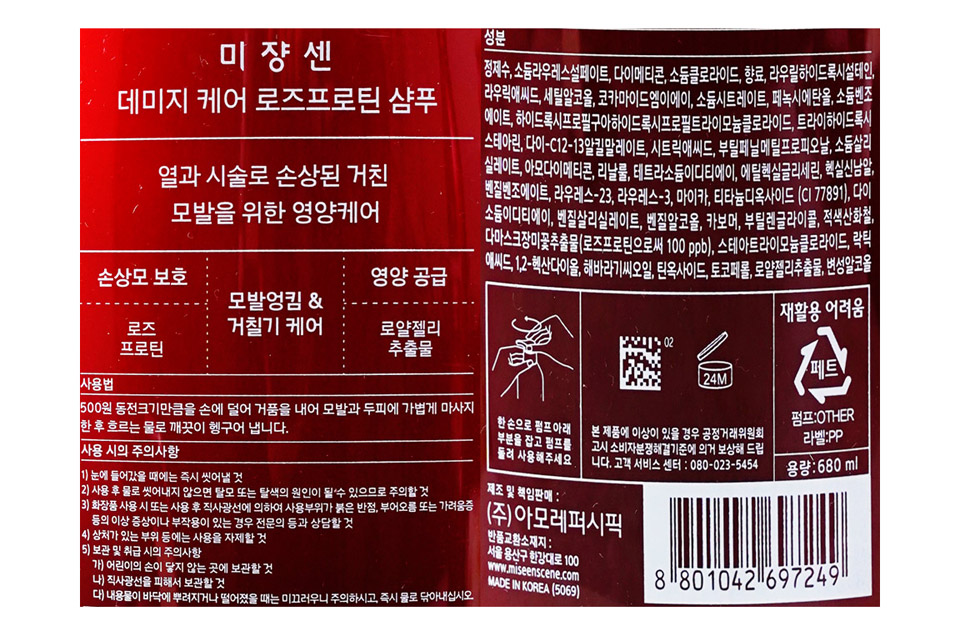 미쟝센
데미지 케어 로즈프로틴 샴푸
열과 시술로 손상된 거친
모발을 위한 영양케어
손상모 보호
로즈
프로틴
모발엉킴 &
거칠기 케어
영양 공급
로얄젤리
추출물
사용법
500원 동전크기만큼을 손에 덜어 거품을 내어 모발과 두피에 가볍게 마사지
한 후 흐르는 물로 깨끗이 헹구어 냅니다.
사용 시의 주의사항
1) 눈에 들어갔을 때에는 즉시 씻어낼 것
2) 사용 후 물로 씻어내지 않으면 탈모 또는 탈색의 원인이 될 수 있으므로 주의할 것
3) 화장품 사용 시 또는 사용 후 직사광선에 의하여 사용부위가 붉은 반점, 부어오름 또는 가려움증
등의 이상 증상이나 부작용이 있는 경우 전문의 등과 상담할 것
4) 상처가 있는 부위 등에는 사용을 자제할 것
5) 보관 및 취급 시의 주의사항
가) 어린이의 손이 닿지 않는 곳에 보관할 것
나) 직사광선을 피해서 보관할 것
다) 내용물이 바닥에 뿌려지거나 떨어졌을 때는 미끄러우니 주의하시고, 즉시 물로 닦아내십시오.
성분
정제수, 소듐라우레스설페이트, 다이메티콘, 소듐클로라이드, 향료, 라우릴하이드록시설테인,
라우릭애씨드, 세틸알코올, 코카마이드엠이에이, 소듐시트레이트, 페녹시에탄올, 소듐벤조
에이트, 하이드록시프로필구아하이드록시프로필트라이모늄클로라이드, 트라이하이드록시
스테아린, 다이-C12-13알킬말레이트, 시트릭애씨드, 부틸페닐메틸프로피오날, 소듐살리
실레이트, 아모다이메티콘, 리날룰, 테트라소듐이디티에이, 에틸헥실글리세린, 헥실신남알,
벤질벤조에이트, 라우레스-23, 라우레스-3, 마이카, 티타늄디옥사이드 (CI 77891), 다이
소듐이디티에이, 벤질살리실레이트, 벤질알코올, 카보머, 부틸렌글라이콜, 적색산화철,
다마스크장미꽃추출물(로즈프로틴으로써 100 ppb), 스테아트라이모늄클로라이드, 락틱
애씨드, 1,2-헥산다이올, 해바라기씨오일, 틴옥사이드, 토코페롤, 로얄젤리추출물, 변성알코올
한 손으로 펌프 아래
부분을 잡고 펌프를
돌려 사용해주세요
02
24M
본 제품에 이상이 있을 경우 공정거래위원회
고시 소비자분쟁해결기준에 의거 보상해 드립
니다. 고객 서비스 센터 : 080-023-5454
재활용 어려움
페트
펌프:OTHER
라벨:PP
용량:680 ml
제조 및 책임판매 :
(주)아모레퍼시픽
반품교환소재지 :
서울 용산구 한강대로 100
www.miseenscene.com
MADE IN KOREA (5069)
8 801042 697249